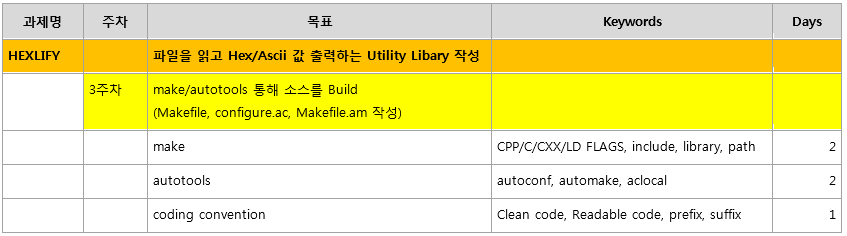 과제명 주차 목표 Keywords Days
HEXLIFY 파일을 읽고 Hex/Ascii 값 출력하는 Utility Libary 작성
3주차 make/autotools 통해 소스를 Build
(Makefile, configure.ac, Makefile.am 작성)
make CPP/C/CXX/LD FLAGS, include, library, path 2
autotools autoconf, automake, aclocal 2
coding convention Clean code, Readable code, prefix, suffix 1